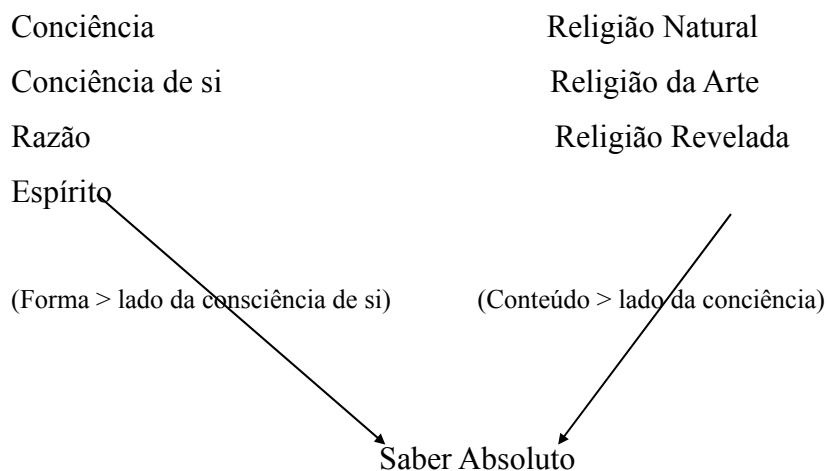 Conciência Religião Natural
Conciência de si Religião da Arte
Razão Religião Revelada
Espírito
(Forma > lado da consciência de si) (Conteúdo > lado da conciência)
Saber Absoluto